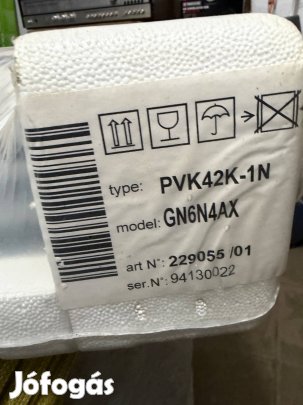 type: PVK42K-1N
model: GN6N4AX
art N°: 229055 /01
ser.N°: 94130022
Jófogás